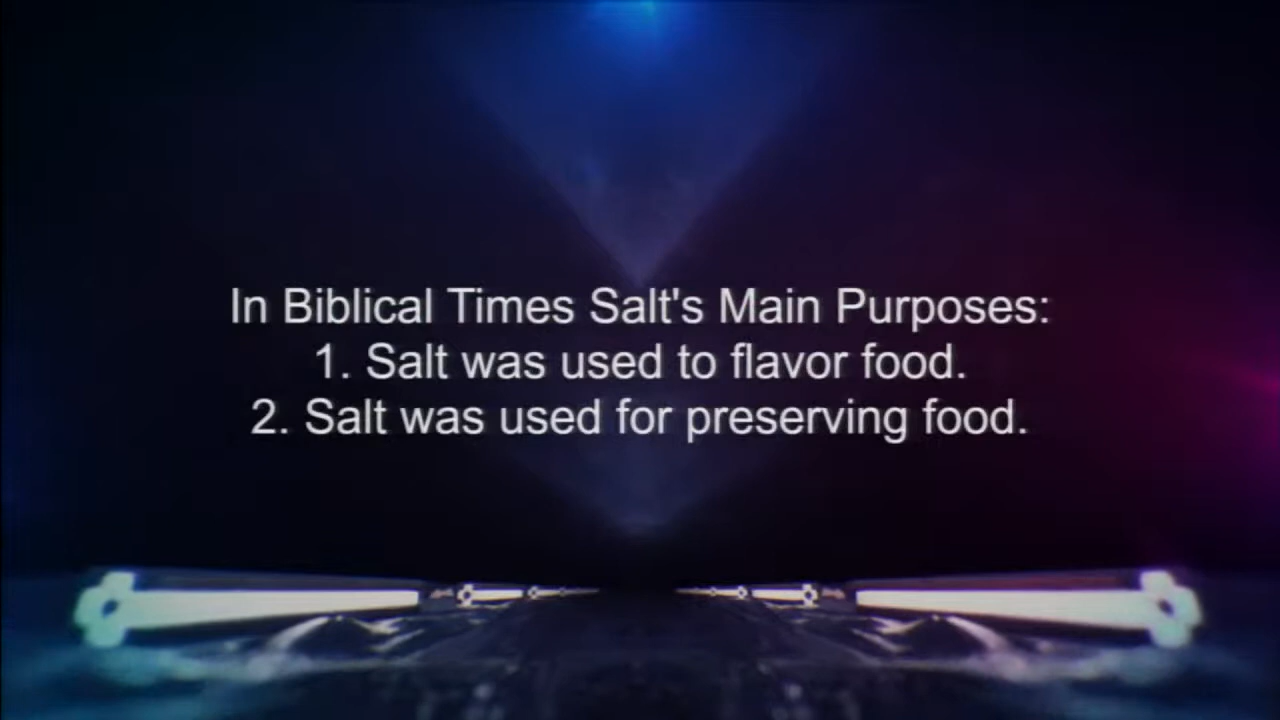 In Biblical Times Salt's Main Purposes:
1. Salt was used to flavor food.
2. Salt was used for preserving food.